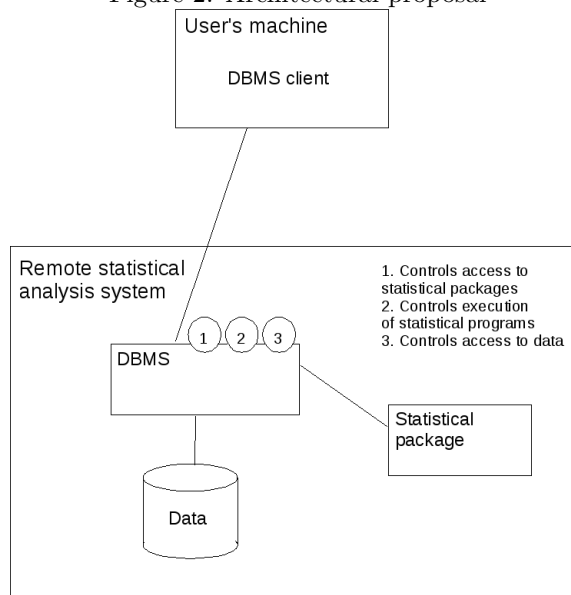 Figure 2: Architectural proposal
User's machine
DBMS client
Remote statistical
analysis system
1. Controls access to
statistical packages
2. Controls execution
of statistical programs
3. Controls access to data
1 2 3
DBMS
Statistical
package
Data